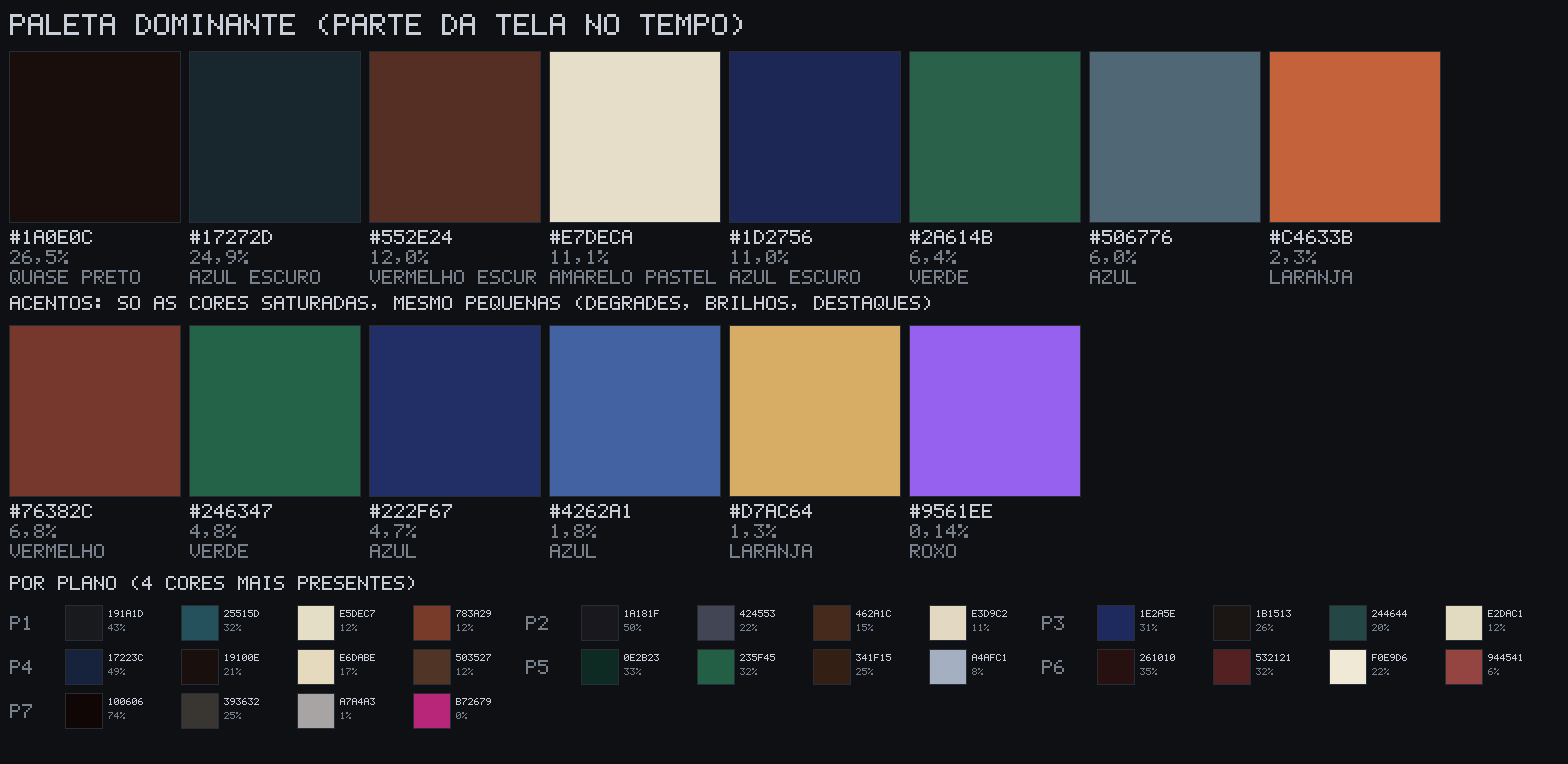 PALETA DOMINANTE (PARTE DA TELA NO TEMPO)
#1A0E0C #17272D #552E24 #E7DECA #1D2756 #2A614B #506776 #C4633B
26,5% 24,9% 12,0% 11,1% 11,0% 6,4% 6,0% 2,3%
QUASE PRETO AZUL ESCURO VERMELHO ESCUR AMARELO PASTEL AZUL ESCURO VERDE AZUL LARANJA
ACENTOS: SO AS CORES SATURADAS, MESMO PEQUENAS (DEGRADES, BRILHOS, DESTAQUES)
#76382C #246347 #222F67 #4262A1 #D7AC64 #9561EE
6,8% 4,8% 4,7% 1,8% 1,3% 0,14%
VERMELHO VERDE AZUL AZUL LARANJA ROXO
POR PLANO (4 CORES MAIS PRESENTES)
P1 191A1D 25515D E5DEC7 783A29 P2 1A181F 424553 462A1C E3D9C2 P3 1E2A5E 1B1513 244644 E2DAC1
43% 32% 12% 12% 50% 22% 15% 11% 31% 26% 20% 12%
P4 17223C 19100E E6DABE 503527 P5 0E2B23 235F45 341F15 A4AFC1 P6 261010 532121 F0E9D6 944541
49% 21% 17% 12% 33% 32% 25% 8% 35% 32% 22% 6%
P7 100606 393632 A7A4A3 B72679
74% 25% 1% 0%